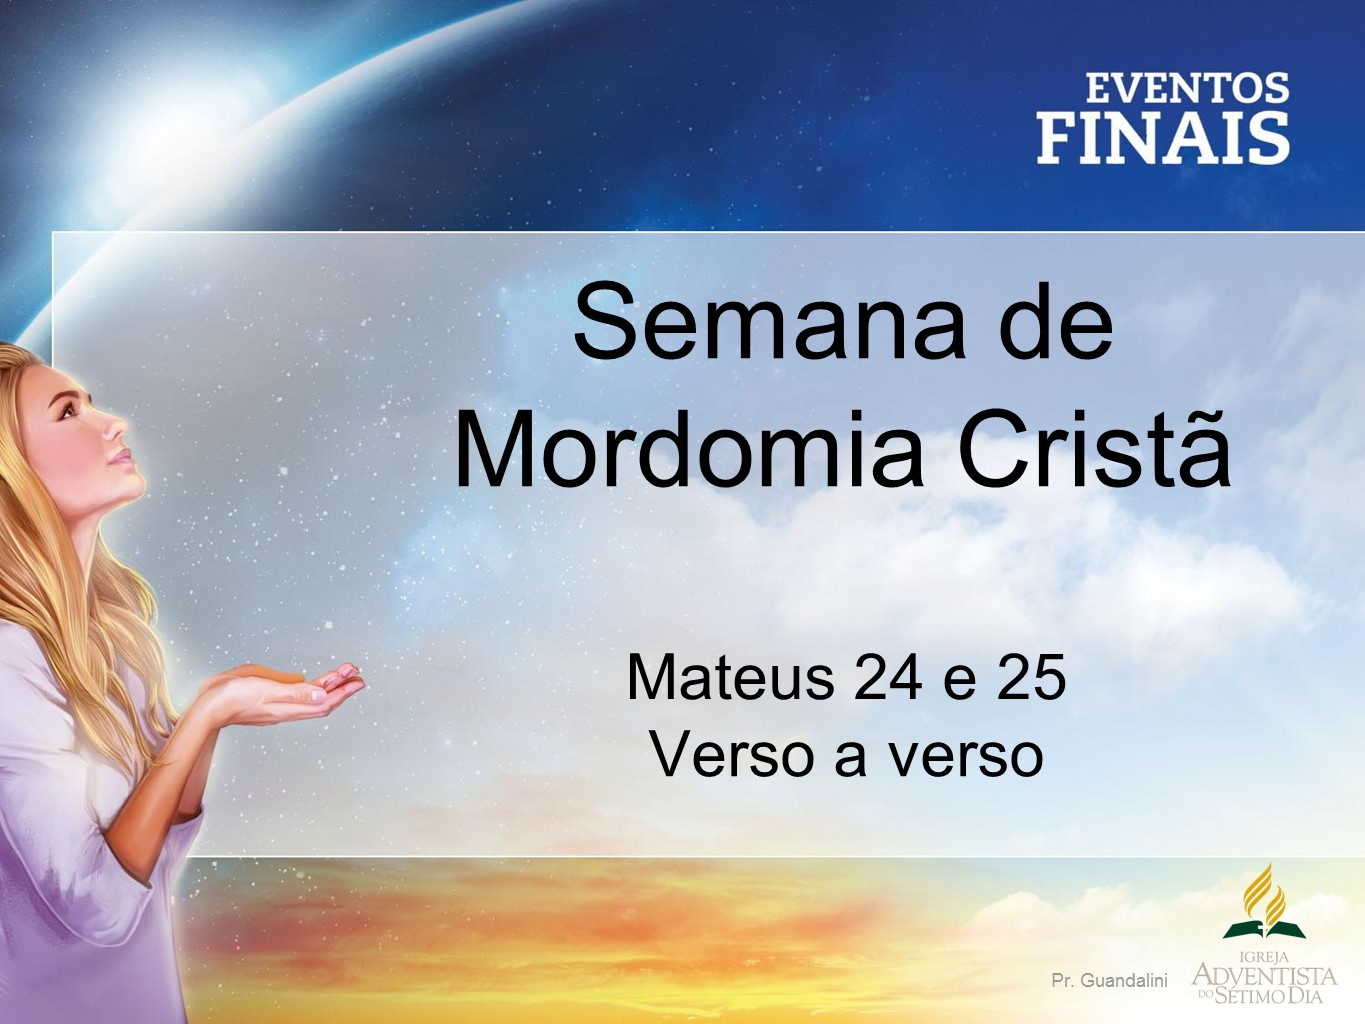 EVENTOS
FINAIS
Semana de
Mordomia Cristã
Mateus 24 e 25
Verso a verso
Pr. Guandalini
IGREJA
ADVENTISTA
DO SÉTIMO DIA